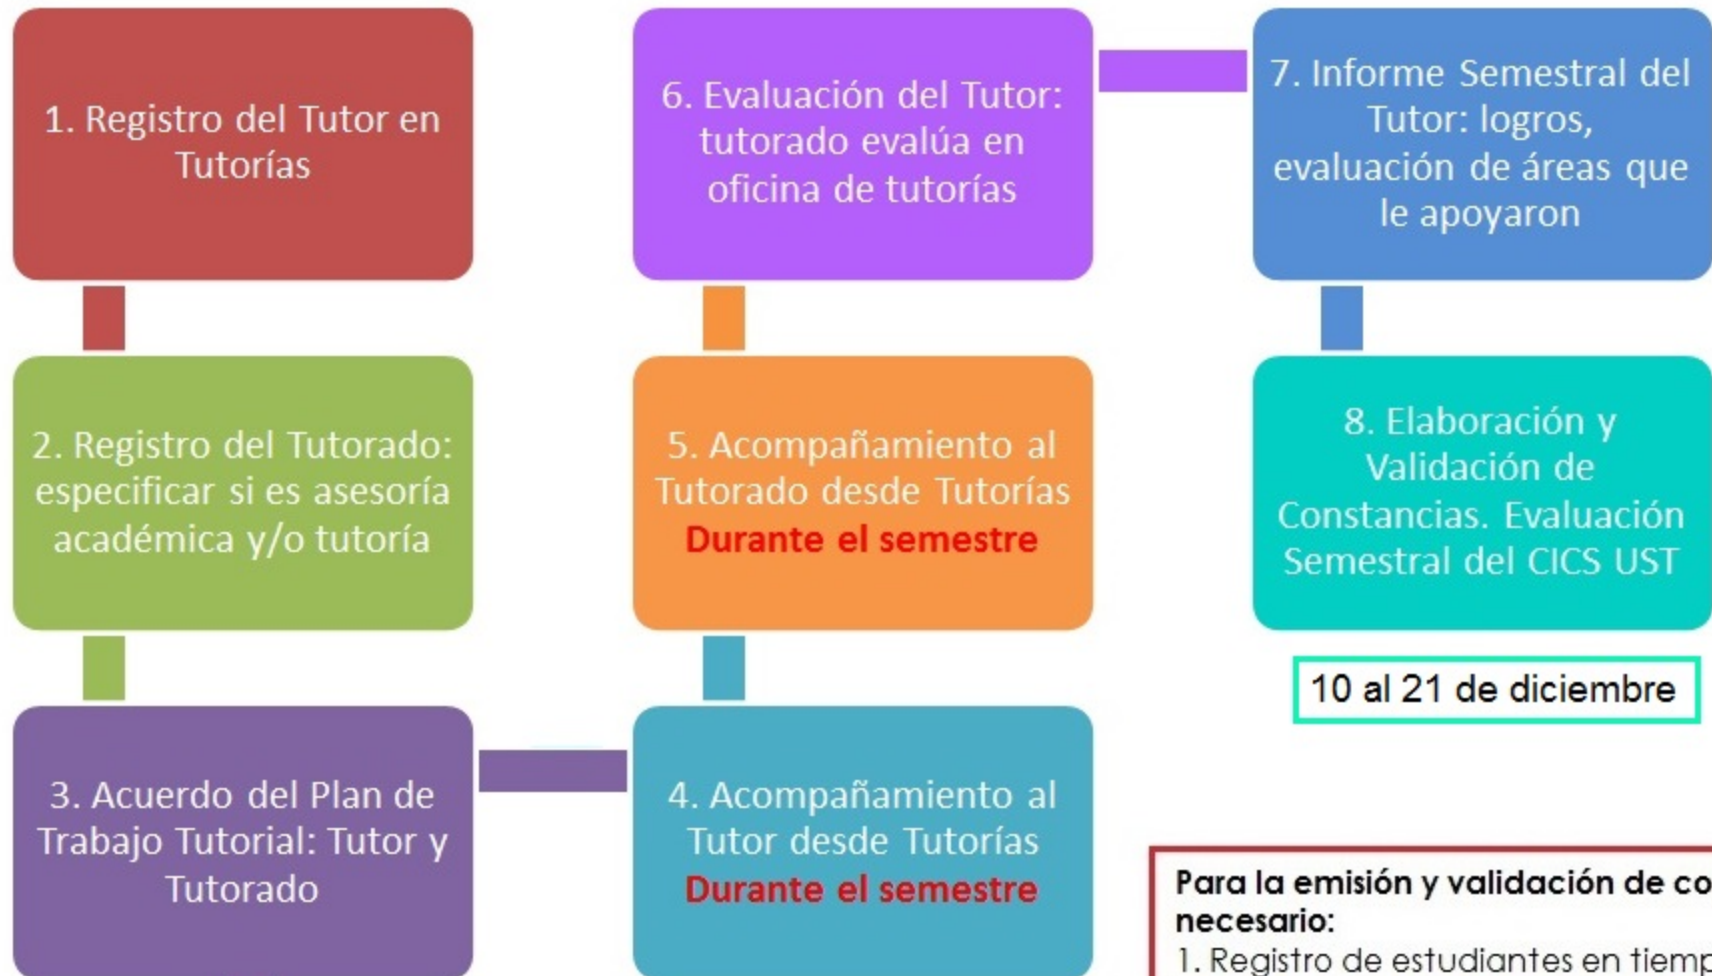 1. Registro del Tutor en
Tutorías
2. Registro del Tutorado:
especificar si es asesoría
académica y/o tutoría
3. Acuerdo del Plan de
Trabajo Tutorial: Tutor y
Tutorado
4. Acompañamiento al
Tutor desde Tutorías
Durante el semestre
5. Acompañamiento al
Tutorado desde Tutorías
Durante el semestre
6. Evaluación del Tutor:
tutorado evalúa en
oficina de tutorías
7. Informe Semestral del
Tutor: logros,
evaluación de áreas que
le apoyaron
8. Elaboración y
Validación de
Constancias. Evaluación
Semestral del CICS UST
10 al 21 de diciembre
Para la emisión y validación de co
necesario:
1. Registro de estudiantes en tiemp